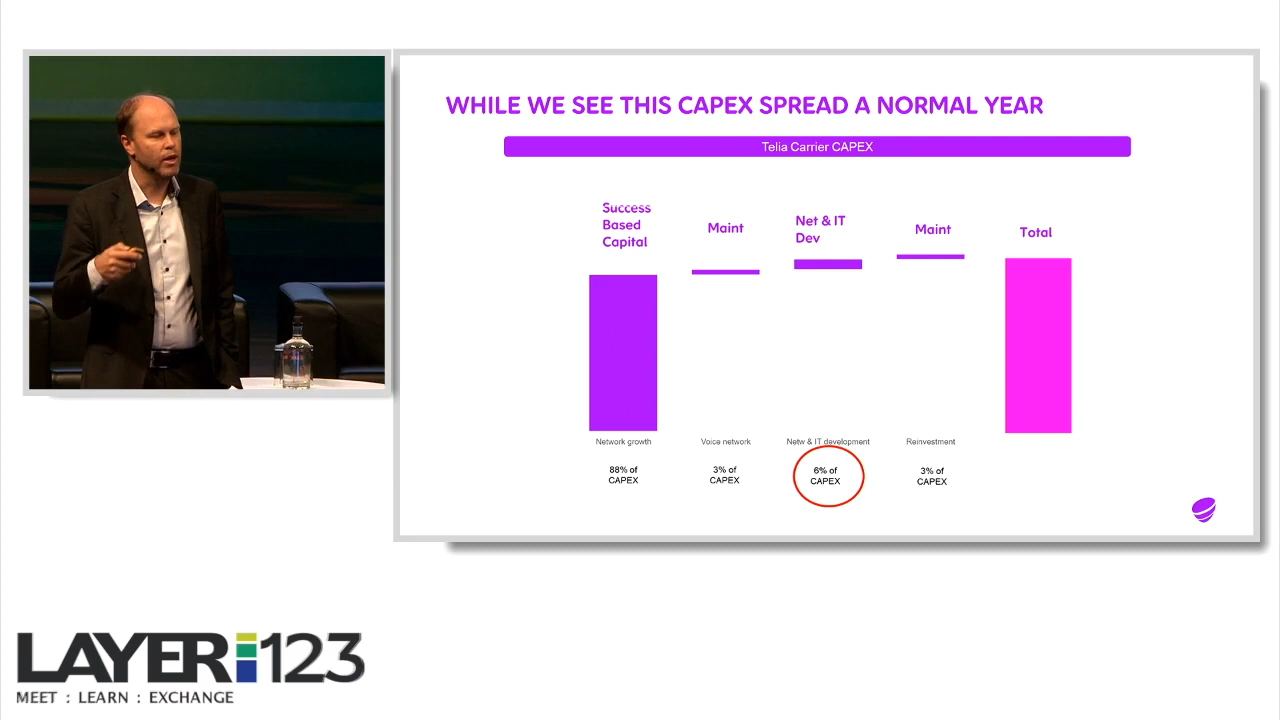 WHILE WE SEE THIS CAPEX SPREAD A NORMAL YEAR
Telia Carrier CAPEX
Success
Based
Capital
Maint
Net & IT
Dev
Maint
Total
Network growth
Voice network
Netw & IT development
Reinvestment
88% of
CAPEX
3% of
CAPEX
6% of
CAPEX
3% of
CAPEX
LAYER123
MEET : LEARN : EXCHANGE